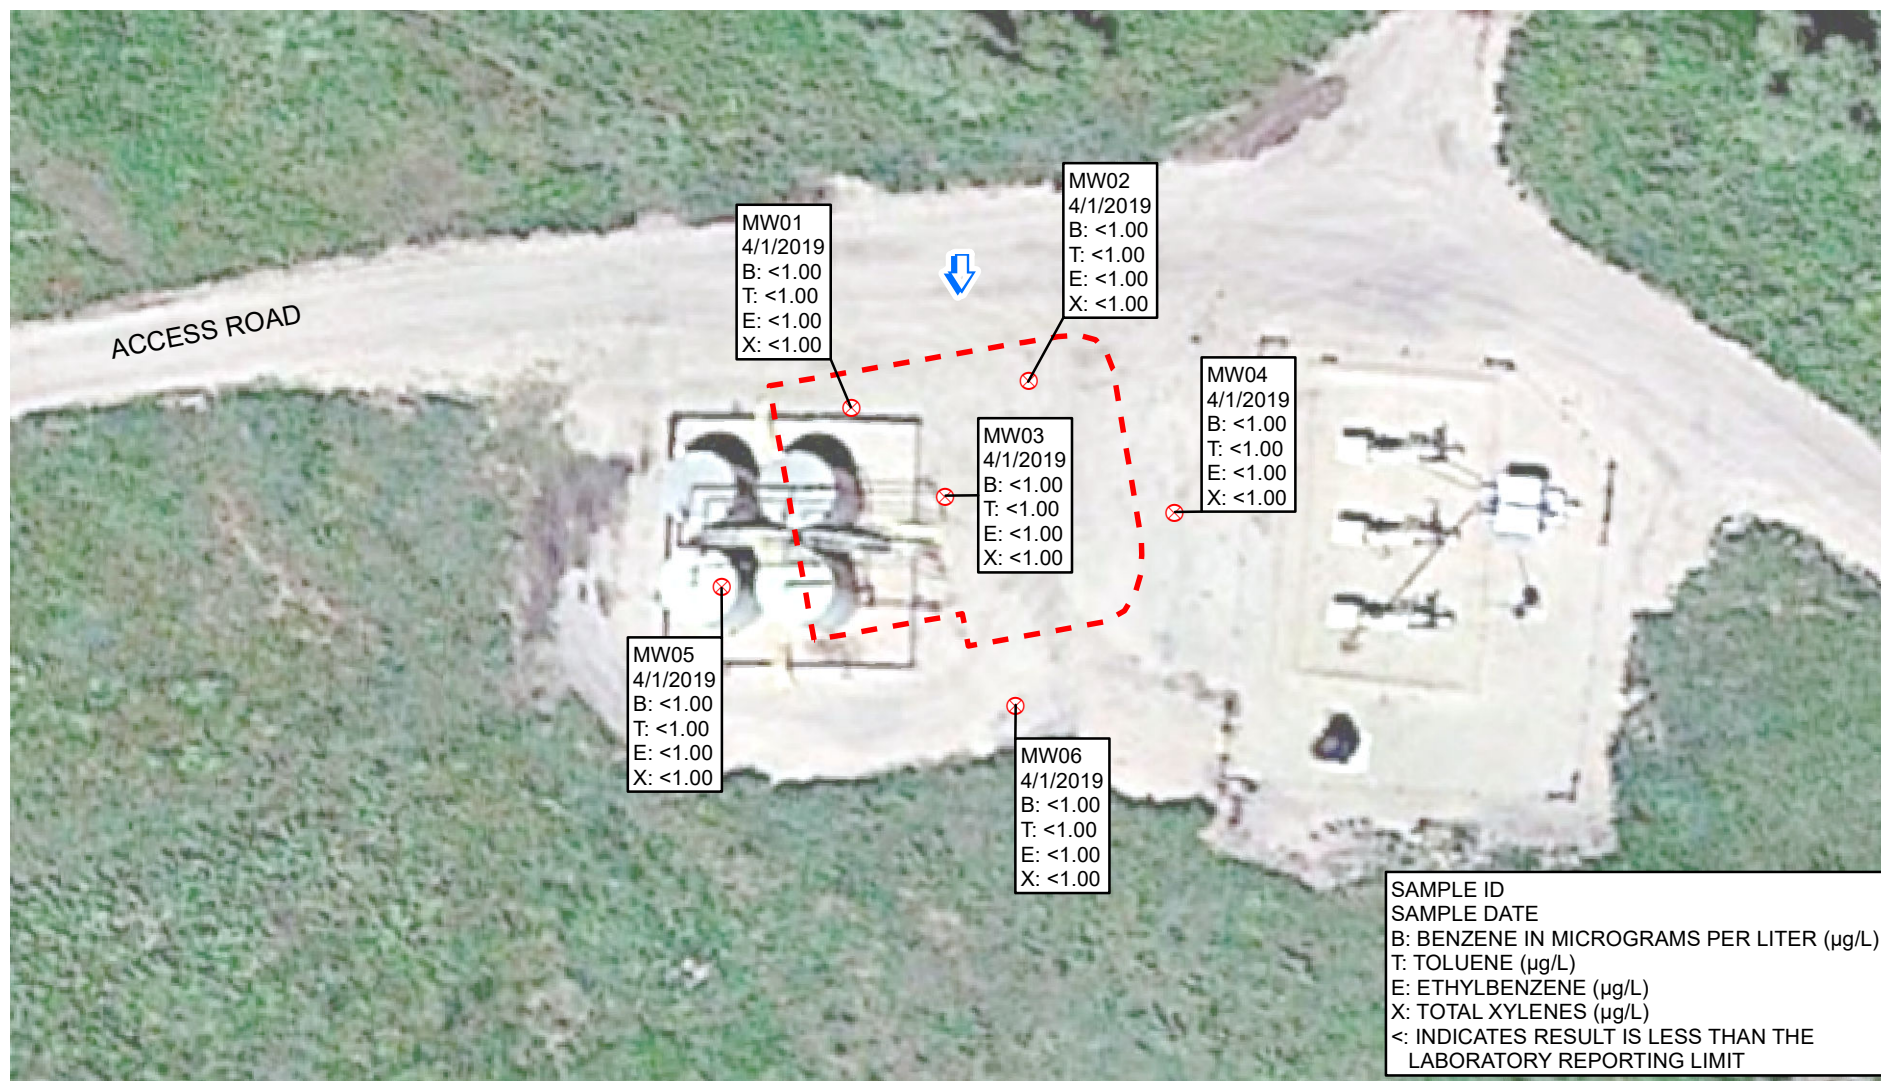 MW02
4/1/2019
B: <1.00
T: <1.00
E: <1.00
X: <1.00
MW01
4/1/2019
B: <1.00
T: <1.00
E: <1.00
X: <1.00
ACCESS ROAD
MW04
4/1/2019
B: <1.00
T: <1.00
E: <1.00
X: <1.00
MW03
4/1/2019
B: <1.00
T: <1.00
E: <1.00
X: <1.00
MW05
4/1/2019
B: <1.00
T: <1.00
E: <1.00
X: <1.00
MW06
4/1/2019
B: <1.00
T: <1.00
E: <1.00
X: <1.00
SAMPLE ID
SAMPLE DATE
B: BENZENE IN MICROGRAMS PER LITER (µg/L)
T: TOLUENE (µg/L)
E: ETHYLBENZENE (µg/L)
X: TOTAL XYLENES (µg/L)
<: INDICATES RESULT IS LESS THAN THE
LABORATORY REPORTING LIMIT